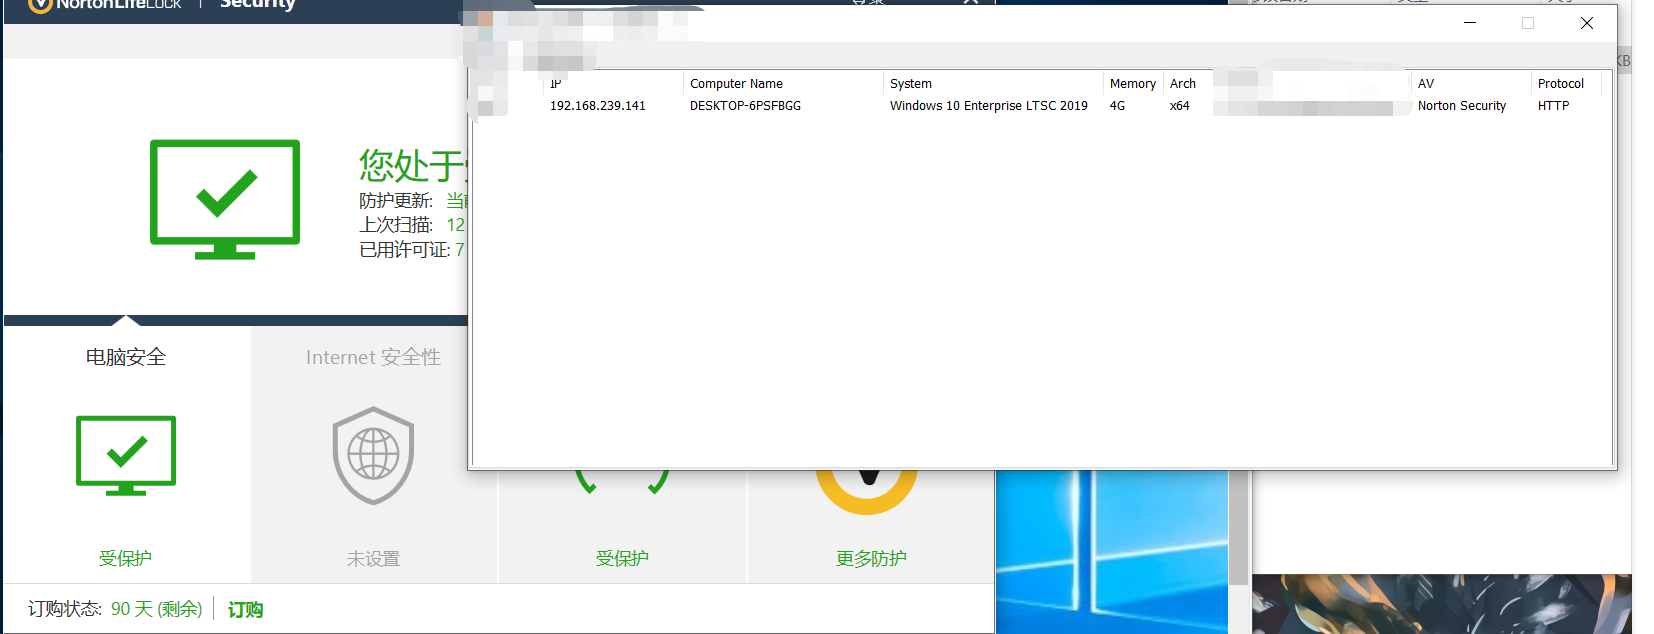 NortonLifeLock | Security
IP Computer Name System Memory Arch AV Protocol
192.168.239.141 DESKTOP-6PSFBGG Windows 10 Enterprise LTSC 2019 4G x64 Norton Security HTTP
KB
您处于
防护更新:
上次扫描: 12
已用许可证: 7
电脑安全
Internet 安全性
受保护
未设置
受保护
更多防护
订购状态: 90 天 (剩余) | 订购